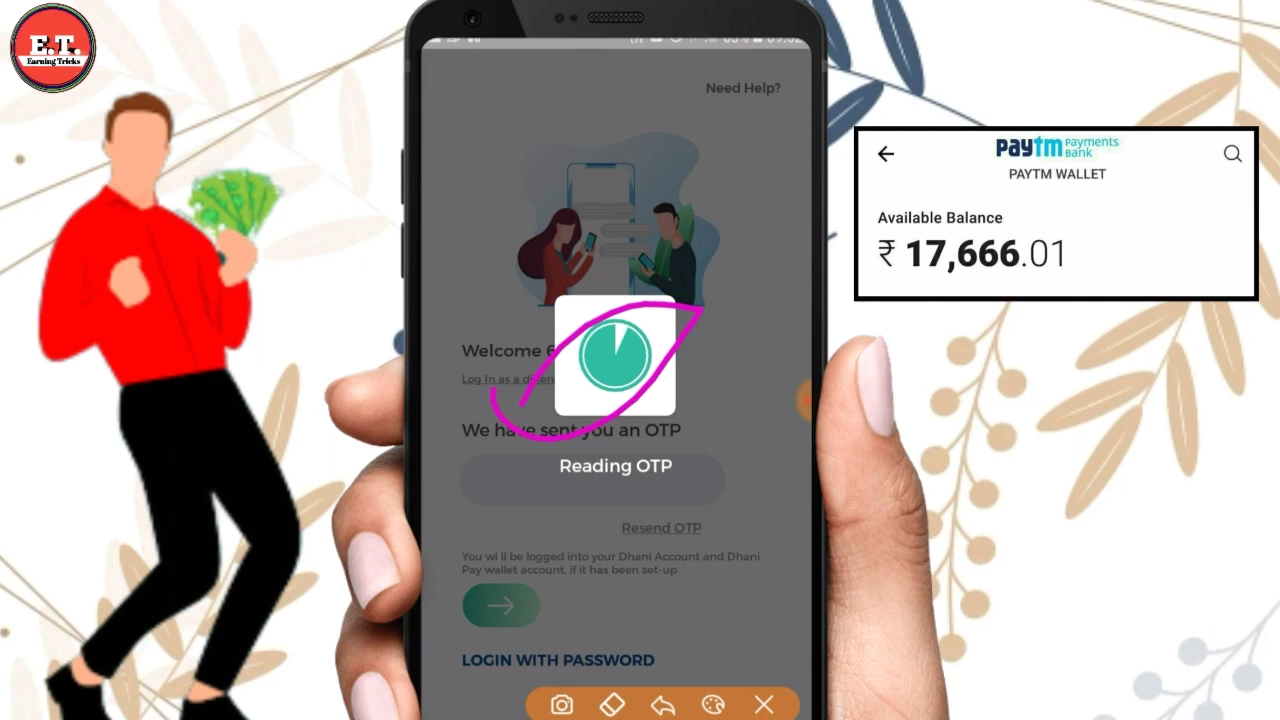 E.T.
Earning Tricks
Need Help?
Welcome 6
Log In as a differe
We have sent you an OTP
Reading OTP
Resend OTP
You wi ll be logged into your Dhani Account and Dhani
Pay wallet account, if it has been set-up
LOGIN WITH PASSWORD
paytm Payments
Bank
PAYTM WALLET
Available Balance
₹ 17,666.01